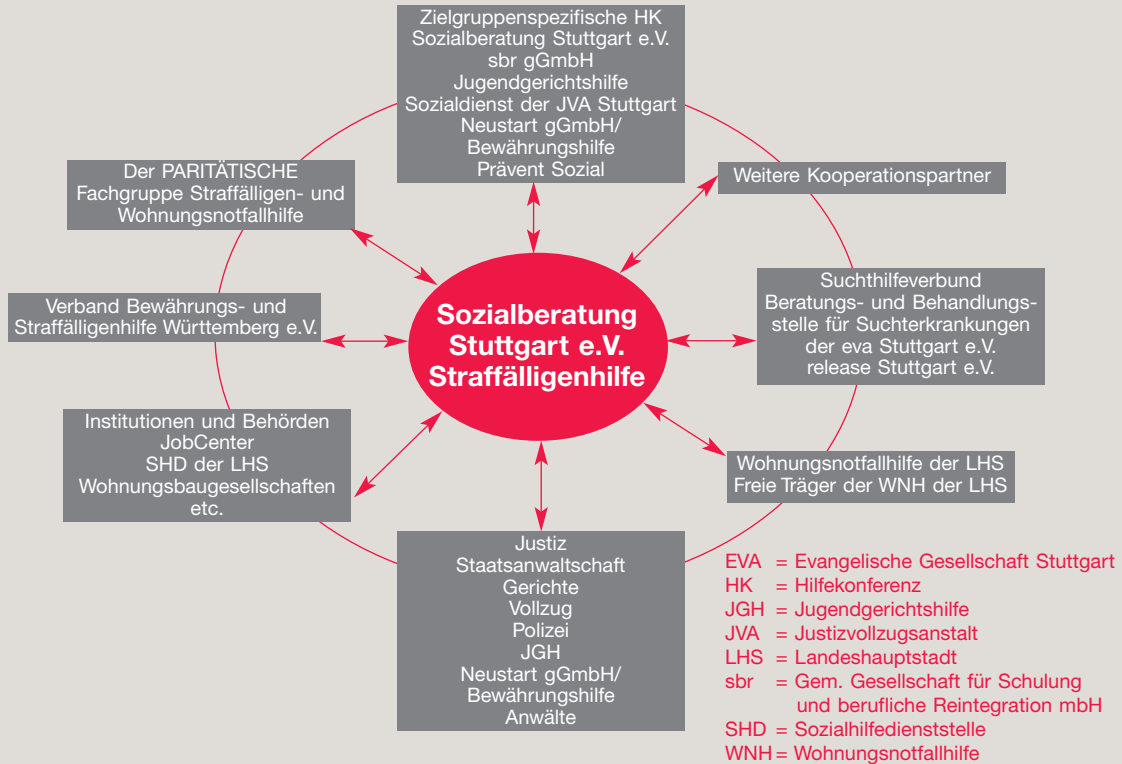 Zielgruppenspezifische HK
Sozialberatung Stuttgart e.V.
sbr gGmbH
Jugendgerichtshilfe
Sozialdienst der JVA Stuttgart
Neustart gGmbH/
Bewährungshilfe
Prävent Sozial
Der PARITÄTISCHE
Fachgruppe Straffälligen- und
Wohnungsnotfallhilfe
Weitere Kooperationspartner
Verband Bewährungs- und
Straffälligenhilfe Württemberg e.V.
Sozialberatung
Stuttgart e.V.
Straffälligenhilfe
Suchthilfeverbund
Beratungs- und Behandlungs-
stelle für Suchterkrankungen
der eva Stuttgart e.V.
release Stuttgart e.V.
Institutionen und Behörden
JobCenter
SHD der LHS
Wohnungsbaugesellschaften
etc.
Wohnungsnotfallhilfe der LHS
Freie Träger der WNH der LHS
Justiz
Staatsanwaltschaft
Gerichte
Vollzug
Polizei
JGH
Neustart gGmbH/
Bewährungshilfe
Anwälte
EVA = Evangelische Gesellschaft Stuttgart
HK = Hilfekonferenz
JGH = Jugendgerichtshilfe
JVA = Justizvollzugsanstalt
LHS = Landeshauptstadt
sbr = Gem. Gesellschaft für Schulung
und berufliche Reintegration mbH
SHD = Sozialhilfedienststelle
WNH = Wohnungsnotfallhilfe